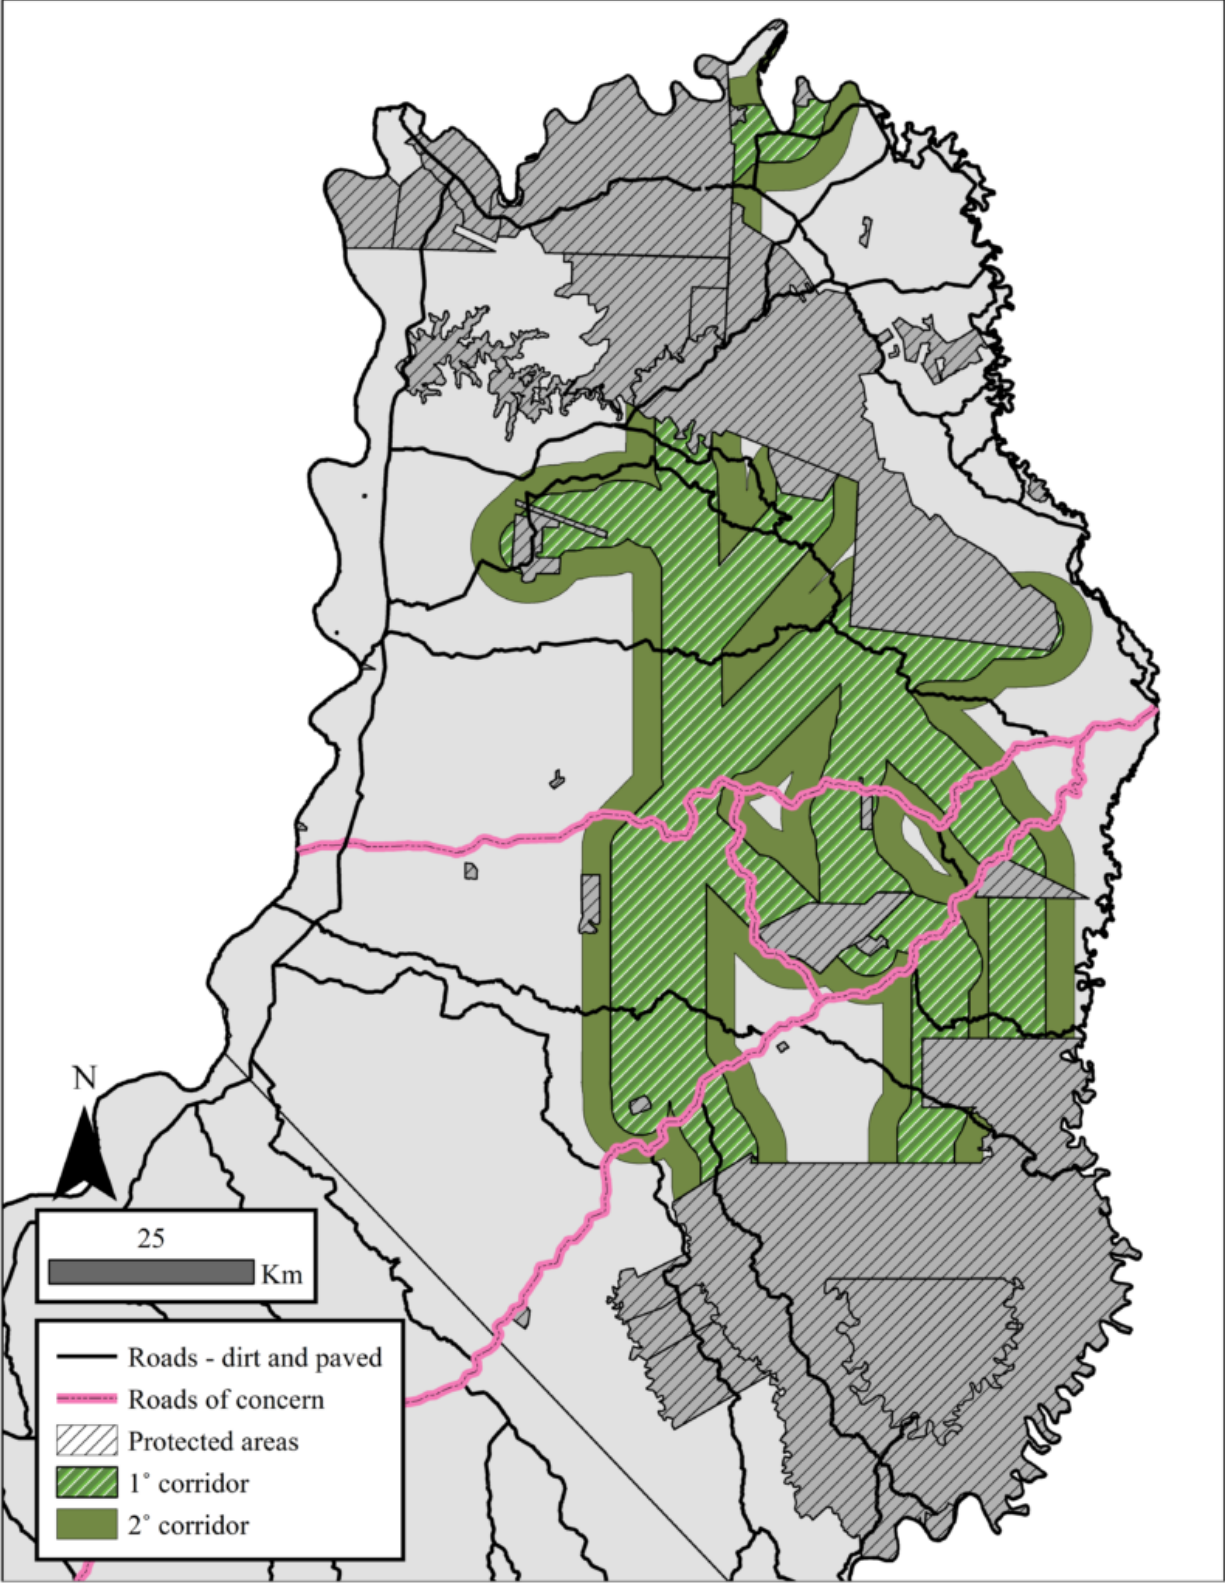 N
25
Km
Roads - dirt and paved
Roads of concern
Protected areas
1˚ corridor
2˚ corridor